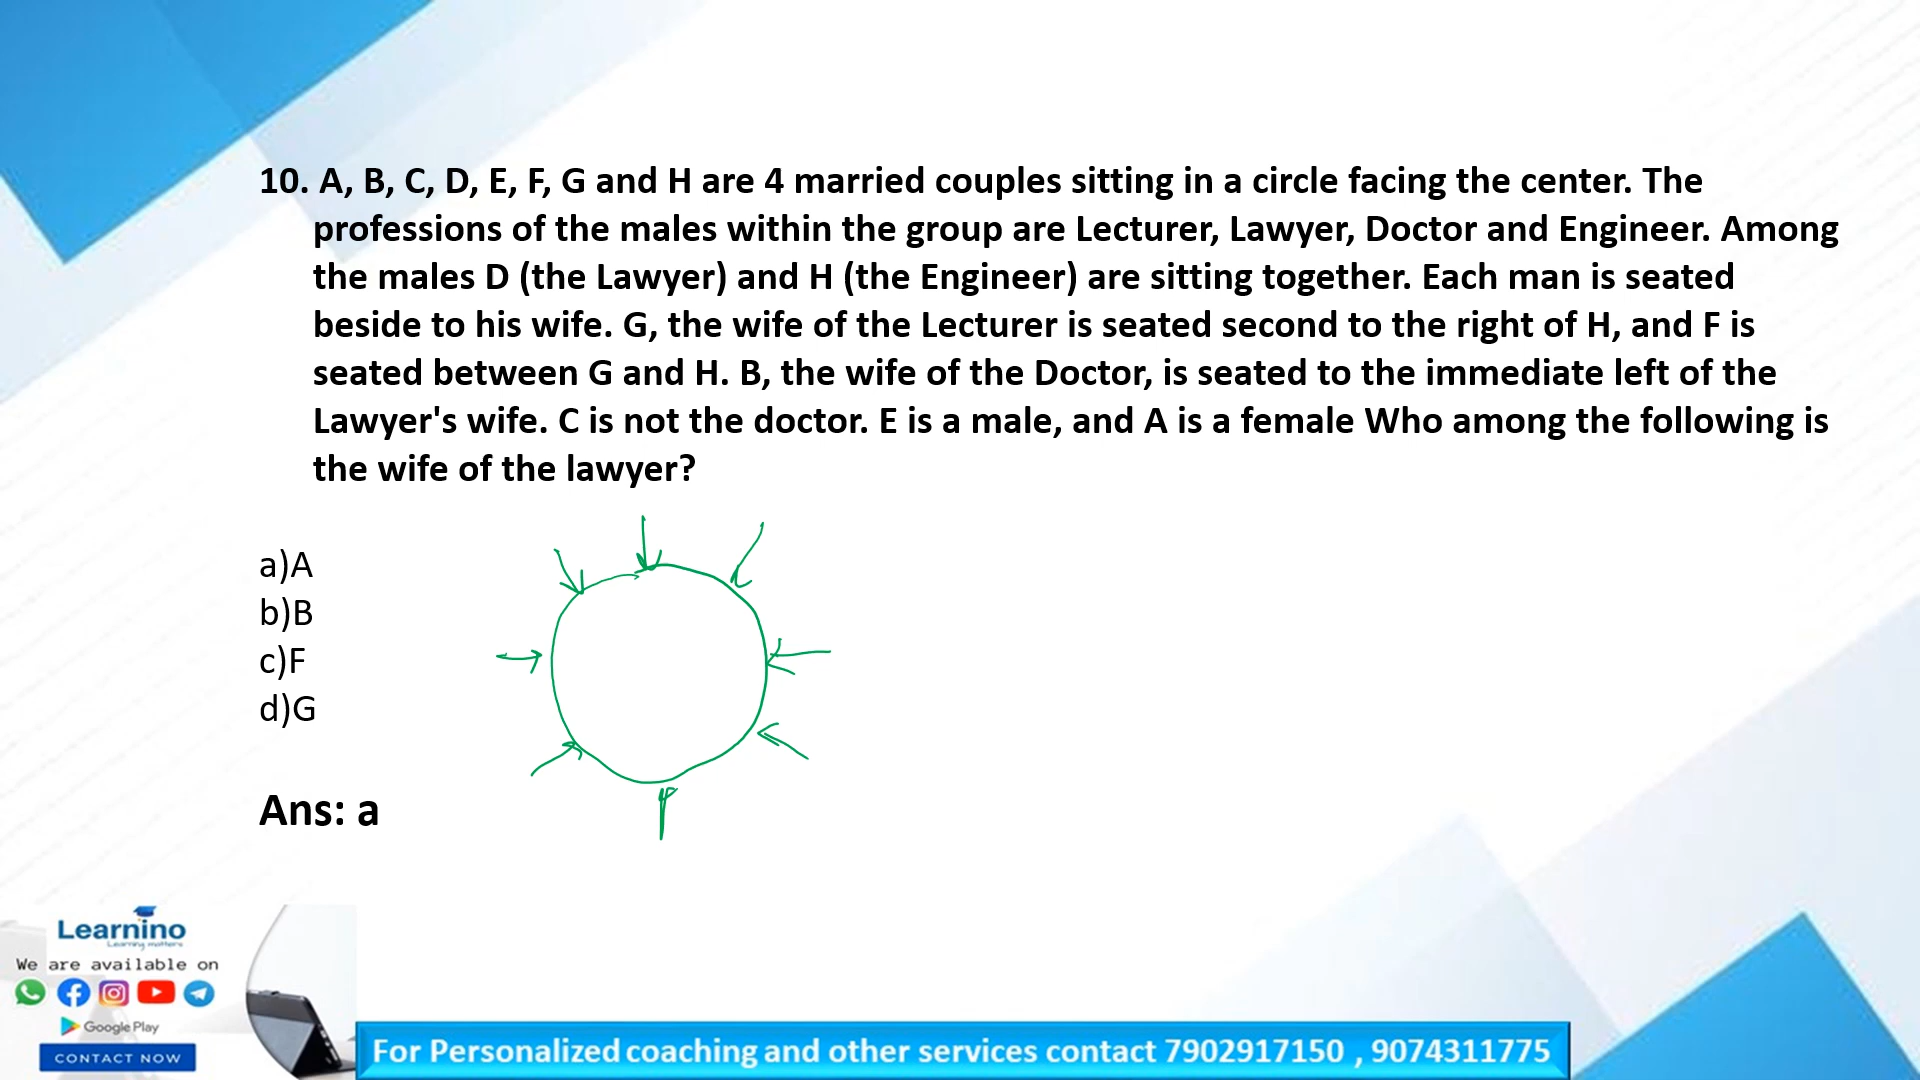 10. A, B, C, D, E, F, G and H are 4 married couples sitting in a circle facing the center. The
professions of the males within the group are Lecturer, Lawyer, Doctor and Engineer. Among
the males D (the Lawyer) and H (the Engineer) are sitting together. Each man is seated
beside to his wife. G, the wife of the Lecturer is seated second to the right of H, and F is
seated between G and H. B, the wife of the Doctor, is seated to the immediate left of the
Lawyer's wife. C is not the doctor. E is a male, and A is a female Who among the following is
the wife of the lawyer?
a)A
b)B
c)F
d)G
Ans: a
Learnino
Learning matters
We are available on
Google Play
CONTACT NOW
For Personalized coaching and other services contact 7902917150 , 9074311775